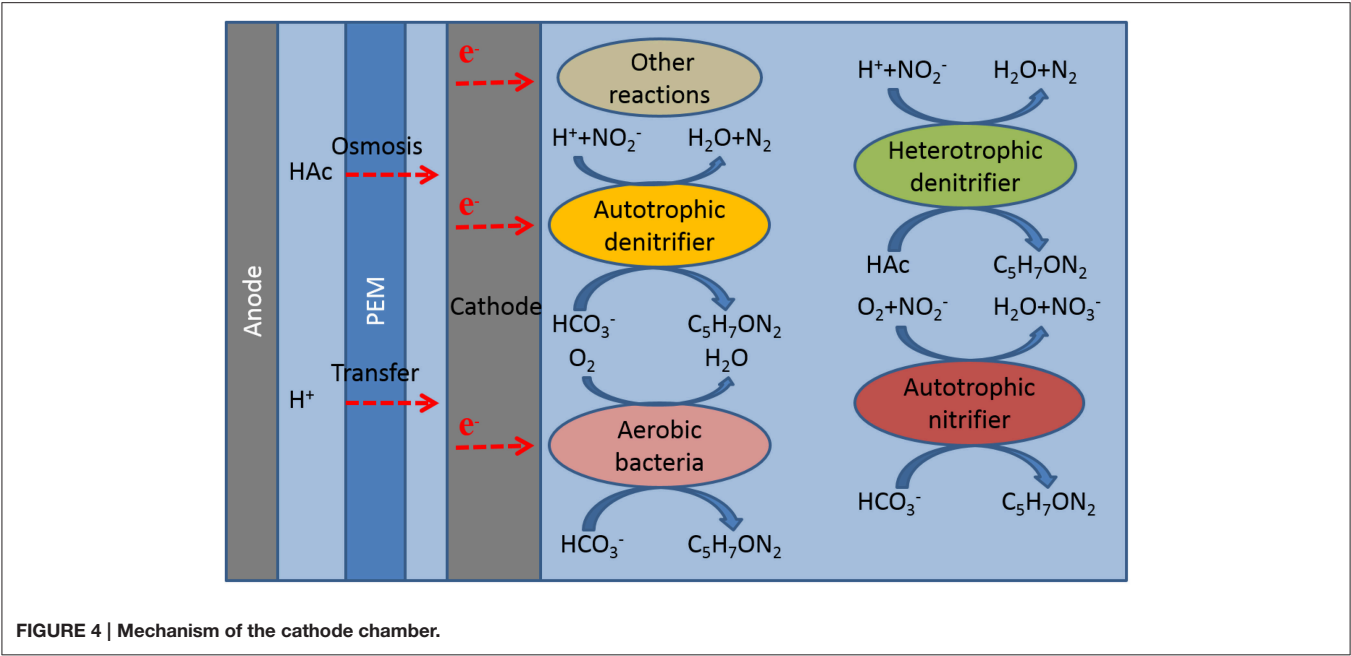 Anode
HAc
Osmosis
H⁺
Transfer
PEM
Cathode
e⁻
e⁻
e⁻
Other
reactions
H⁺+NO₂⁻
H₂O+N₂
Autotrophic
denitrifier
HCO₃⁻
C₅H₇ON₂
O₂
H₂O
Aerobic
bacteria
HCO₃⁻
C₅H₇ON₂
H⁺+NO₂⁻
H₂O+N₂
Heterotrophic
denitrifier
HAc
C₅H₇ON₂
O₂+NO₂⁻
H₂O+NO₃⁻
Autotrophic
nitrifier
HCO₃⁻
C₅H₇ON₂
FIGURE 4 | Mechanism of the cathode chamber.